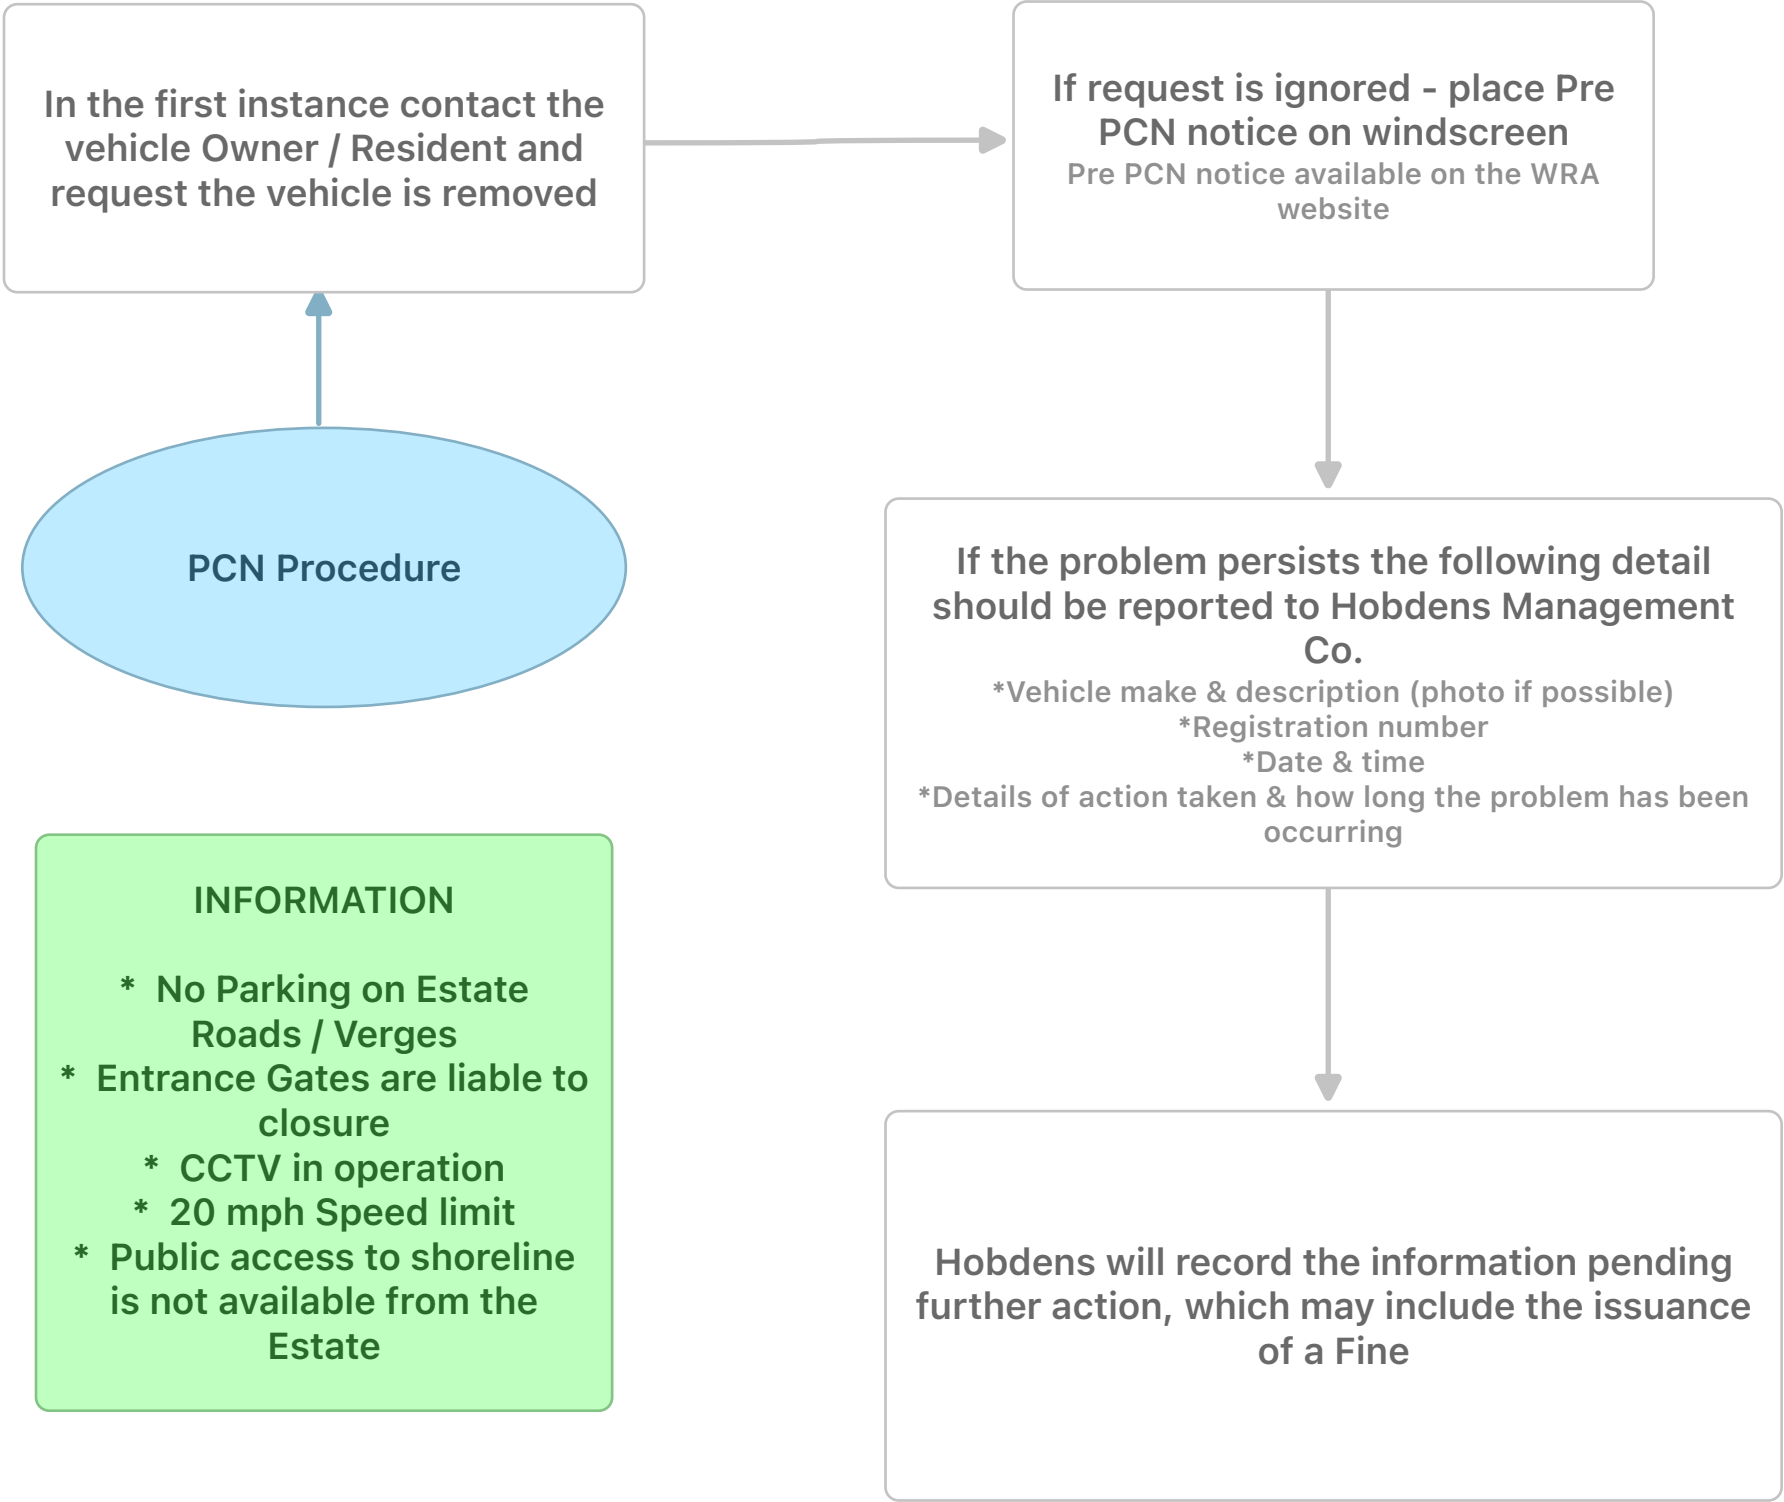 In the first instance contact the
vehicle Owner / Resident and
request the vehicle is removed
If request is ignored - place Pre
PCN notice on windscreen
Pre PCN notice available on the WRA
website
PCN Procedure
If the problem persists the following detail
should be reported to Hobdens Management
Co.
*Vehicle make & description (photo if possible)
*Registration number
*Date & time
*Details of action taken & how long the problem has been
occurring
INFORMATION
* No Parking on Estate
Roads / Verges
* Entrance Gates are liable to
closure
* CCTV in operation
* 20 mph Speed limit
* Public access to shoreline
is not available from the
Estate
Hobdens will record the information pending
further action, which may include the issuance
of a Fine